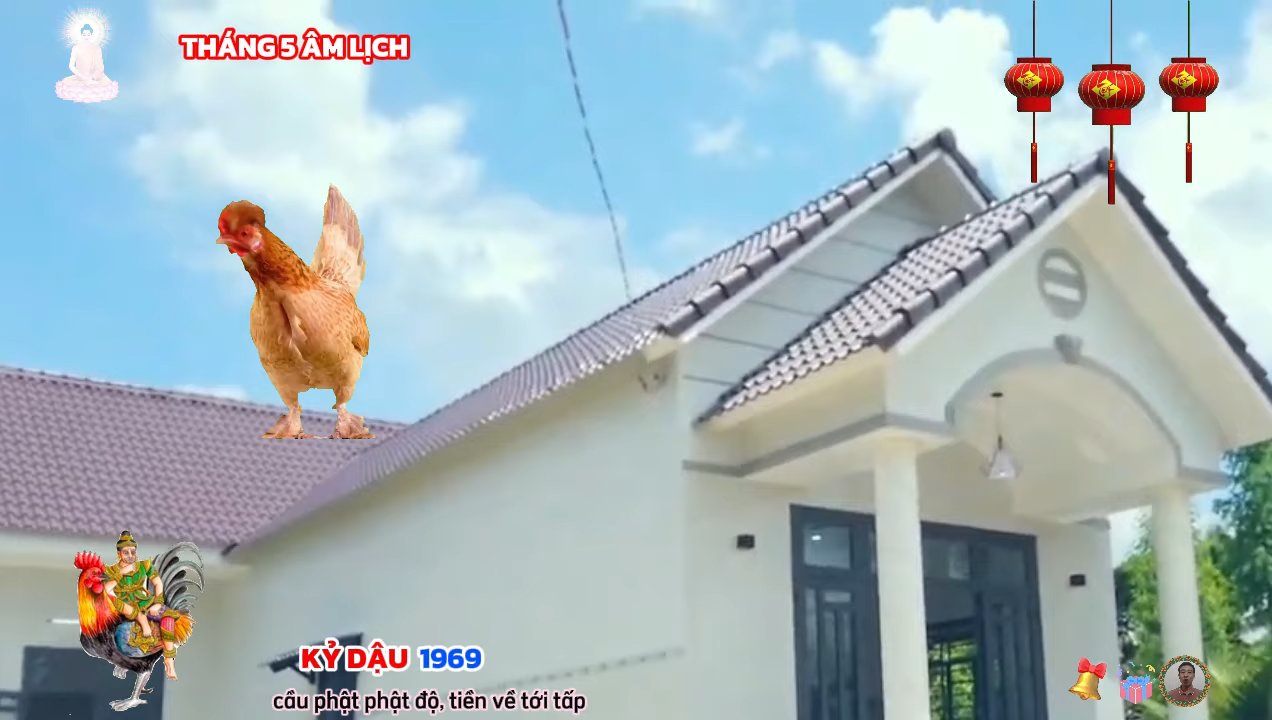 THÁNG 5 ÂM LỊCH
KỶ DẬU 1969
cầu phật phật độ, tiền về tới tấp